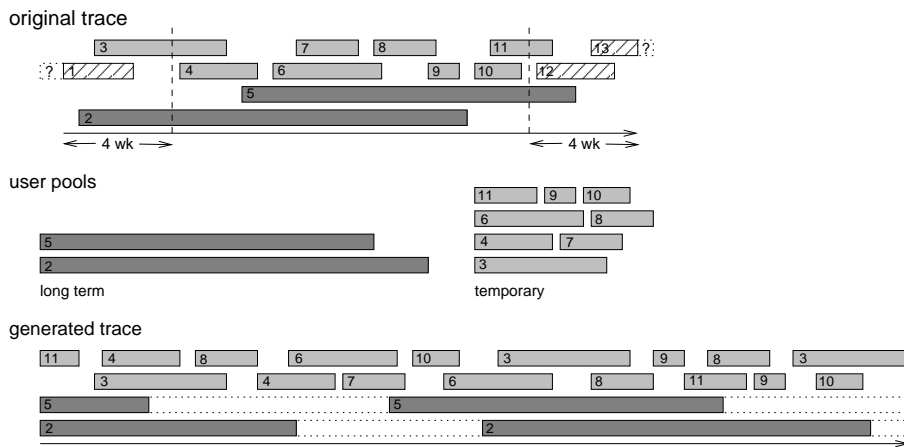 original trace
3 7 8 11 13 ?
? 1 4 6 9 10 12
5
2
4 wk 4 wk
user pools
11 9 10
6 8
5 4 7
2 3
long term temporary
generated trace
11 4 8 6 10 3 9 8 3
3 4 7 6 8 11 9 10
5 5
2 2